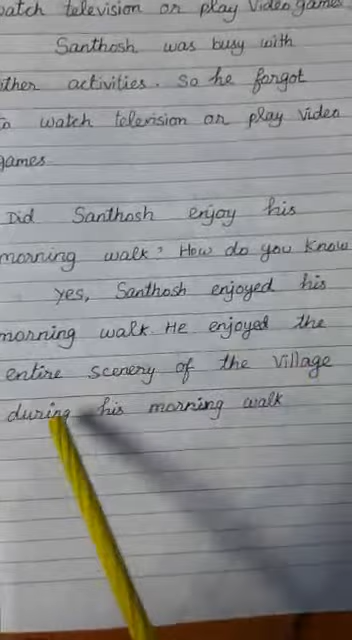 watch television or play video games
Santhosh was busy with
other activities. So he forgot
to watch television or play video
games
Did Santhosh enjoy his
morning walk? How do you know
yes, Santhosh enjoyed his
morning walk. He enjoyed the
entire scenery of the village
during his morning walk